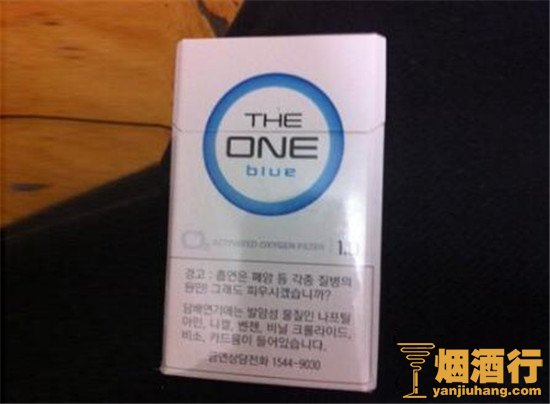 THE
ONE
blue
O₂ ACTIVATED OXYGEN FILTER 1.0
경고 : 흡연은 폐암 등 각종 질병의
원인! 그래도 피우시겠습니까?
담배연기에는 발암성 물질인 나프틸
아민, 니켈, 벤젠, 비닐 크롤라이드,
비소, 카드뮴이 들어있습니다.
금연상담전화 1544-9030
烟酒行
yanjiuhang.com